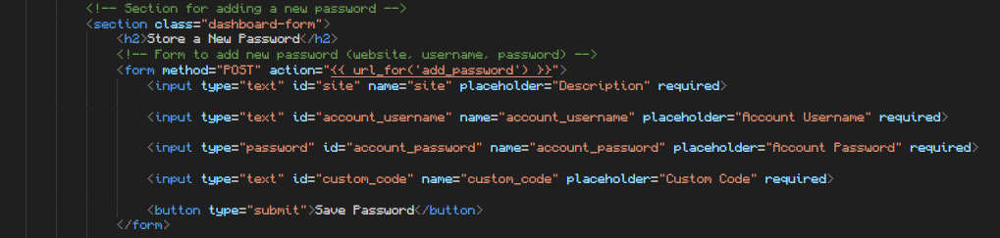 <!-- Section for adding a new password -->
<section class="dashboard-form">
<h2>Store a New Password</h2>
<!-- Form to add new password (website, username, password) -->
<form method="POST" action="{{ url_for('add_password') }}">
<input type="text" id="site" name="site" placeholder="Description" required>
<input type="text" id="account_username" name="account_username" placeholder="Account Username" required>
<input type="password" id="account_password" name="account_password" placeholder="Account Password" required>
<input type="text" id="custom_code" name="custom_code" placeholder="Custom Code" required>
<button type="submit">Save Password</button>
</form>